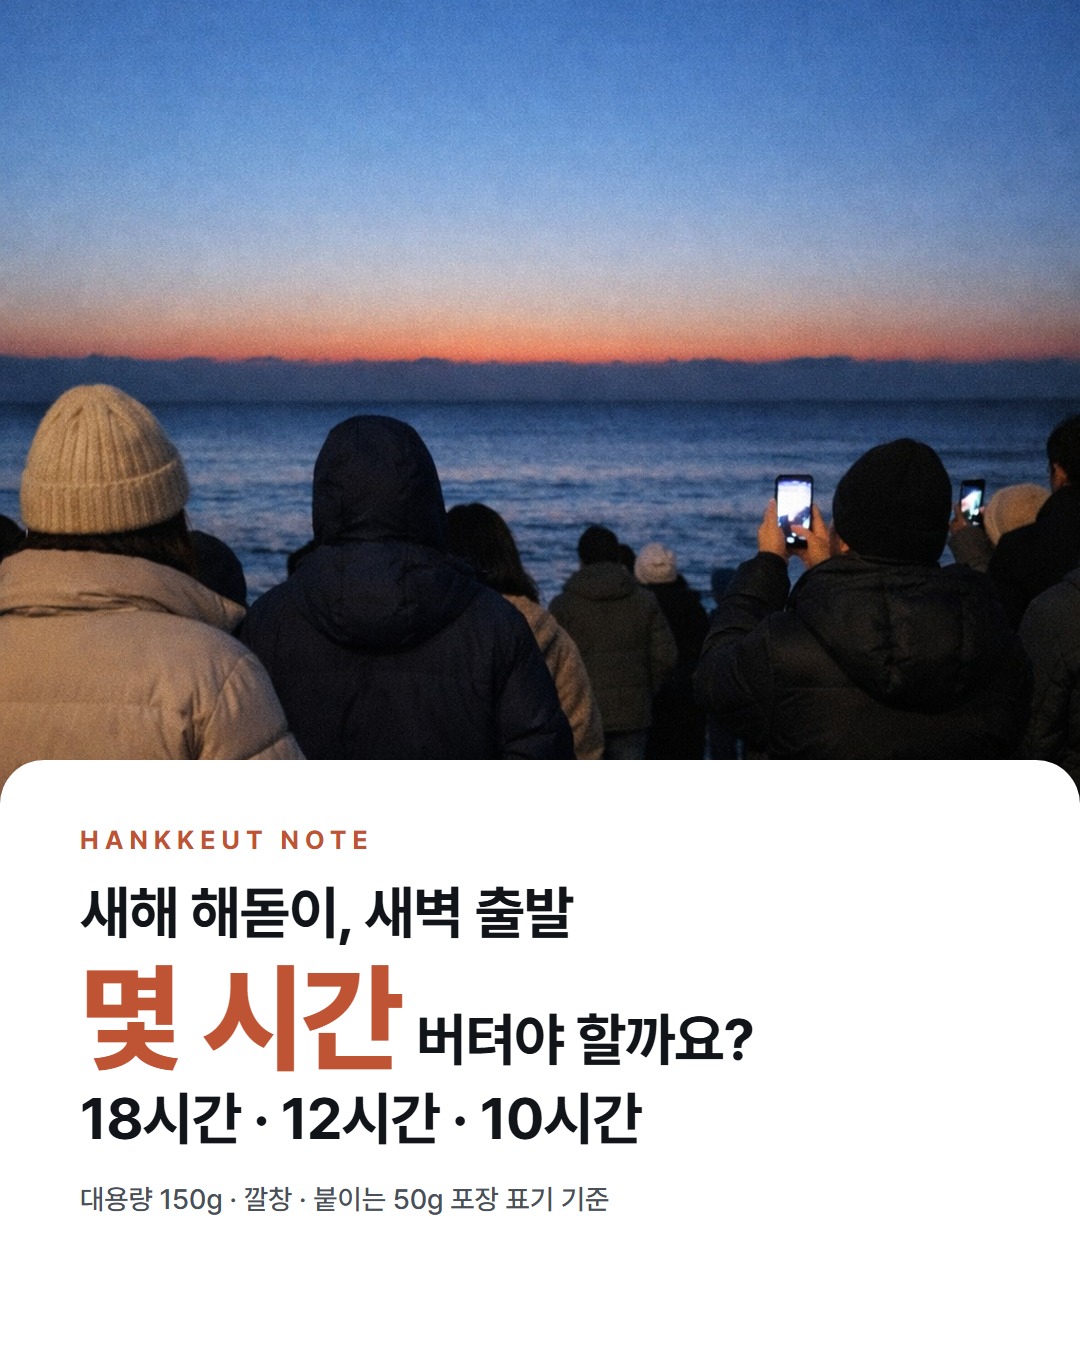 HANKKEUT NOTE
새해 해돋이, 새벽 출발
몇 시간 버텨야 할까요?
18시간 · 12시간 · 10시간
대용량 150g · 깔창 · 붙이는 50g 포장 표기 기준